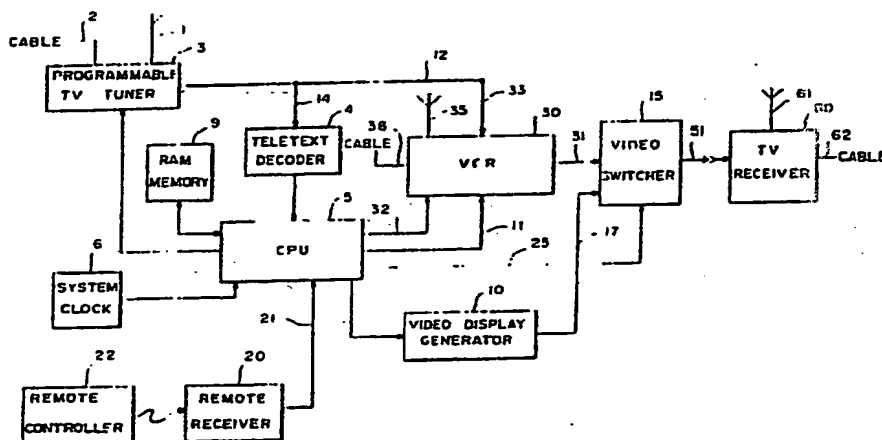 CABLE
2
1
3
PROGRAMMABLE
TV TUNER
12
14
4
TELETEXT
DECODER
9
RAM
MEMORY
36
CABLE
35
33
30
VCR
31
15
VIDEO
SWITCHER
51
61
60
TV
RECEIVER
62
CABLE
5
CPU
32
11
25
17
6
SYSTEM
CLOCK
21
10
VIDEO DISPLAY
GENERATOR
22
REMOTE
CONTROLLER
20
REMOTE
RECEIVER